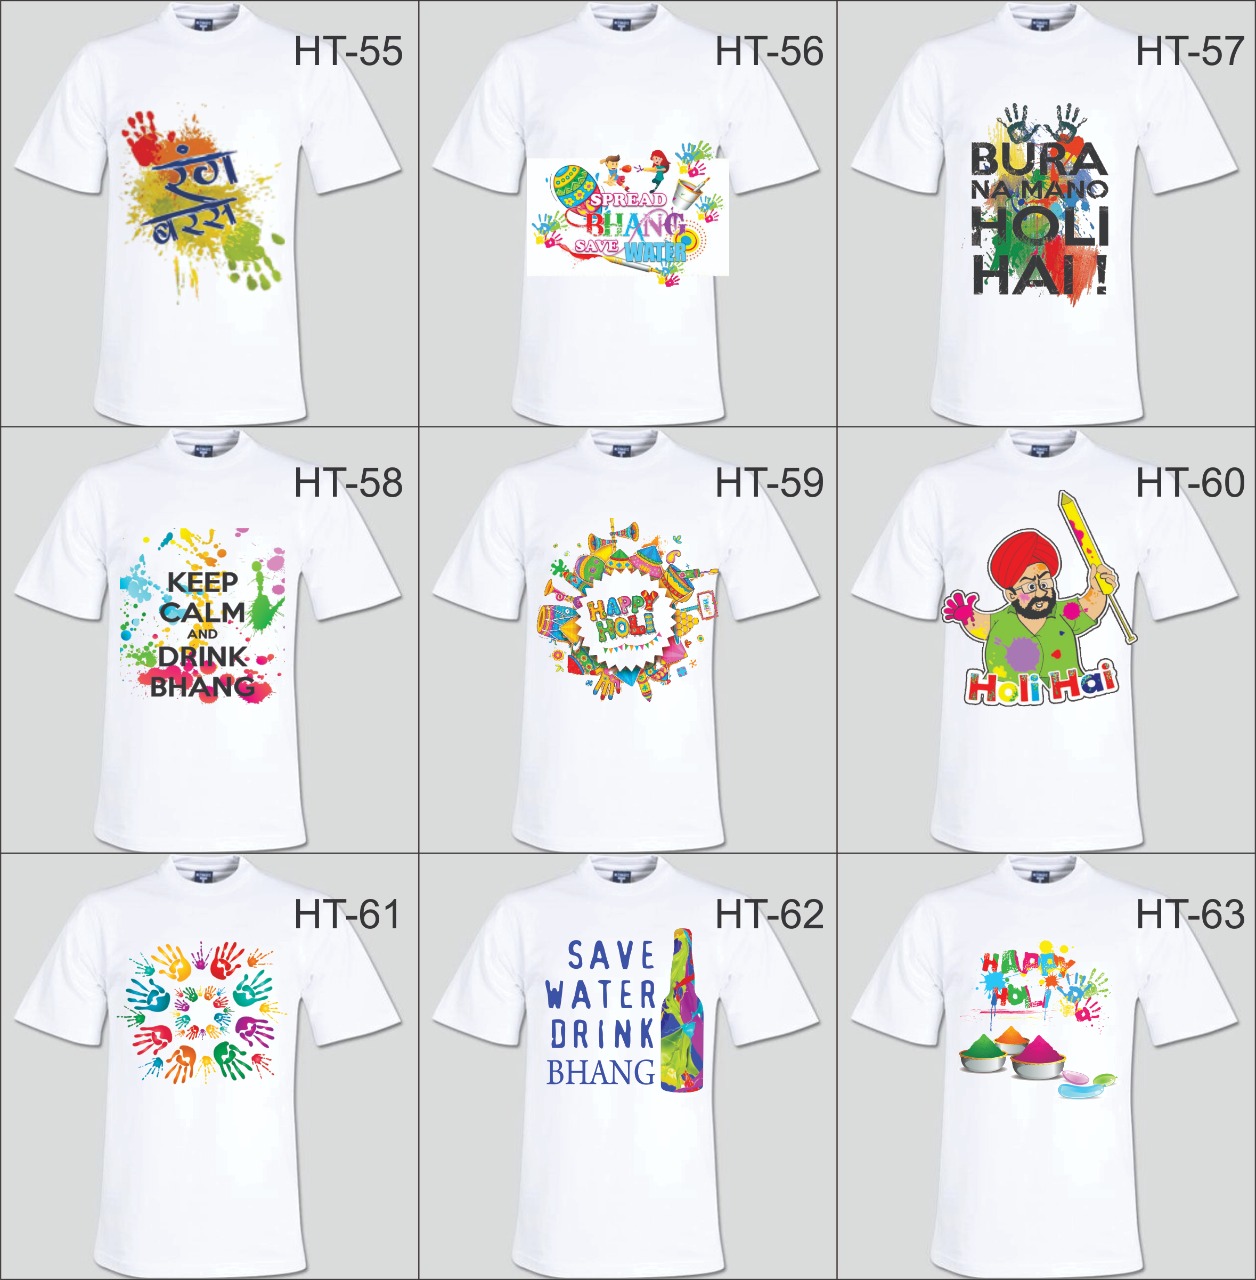 HT-55
रंग
बरसे
HT-56
SPREAD
BHANG
SAVE WATER
HT-57
BURA
NA MANO
HOLI
HAI !
HT-58
KEEP
CALM
AND
DRINK
BHANG
HT-59
HAPPY
HOLI
HT-60
Holi Hai
HT-61
HT-62
SAVE
WATER
DRINK
BHANG
HT-63
HAPPY
HOLI